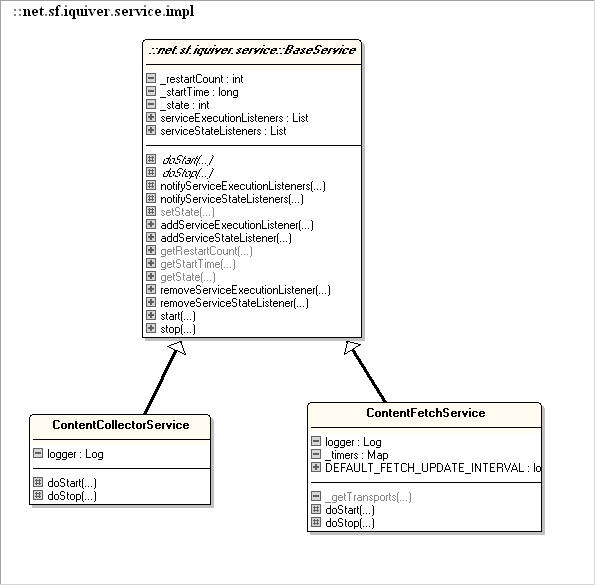 ::net.sf.iquiver.service.impl
::net.sf.iquiver.service::BaseService
_restartCount : int
_startTime : long
_state : int
serviceExecutionListeners : List
serviceStateListeners : List
doStart(...)
doStop(...)
notifyServiceExecutionListeners(...)
notifyServiceStateListeners(...)
setState(...)
addServiceExecutionListener(...)
addServiceStateListener(...)
getRestartCount(...)
getStartTime(...)
getState(...)
removeServiceExecutionListener(...)
removeServiceStateListener(...)
start(...)
stop(...)
ContentCollectorService
logger : Log
doStart(...)
doStop(...)
ContentFetchService
logger : Log
_timers : Map
DEFAULT_FETCH_UPDATE_INTERVAL : lo
_getTransports(...)
doStart(...)
doStop(...)